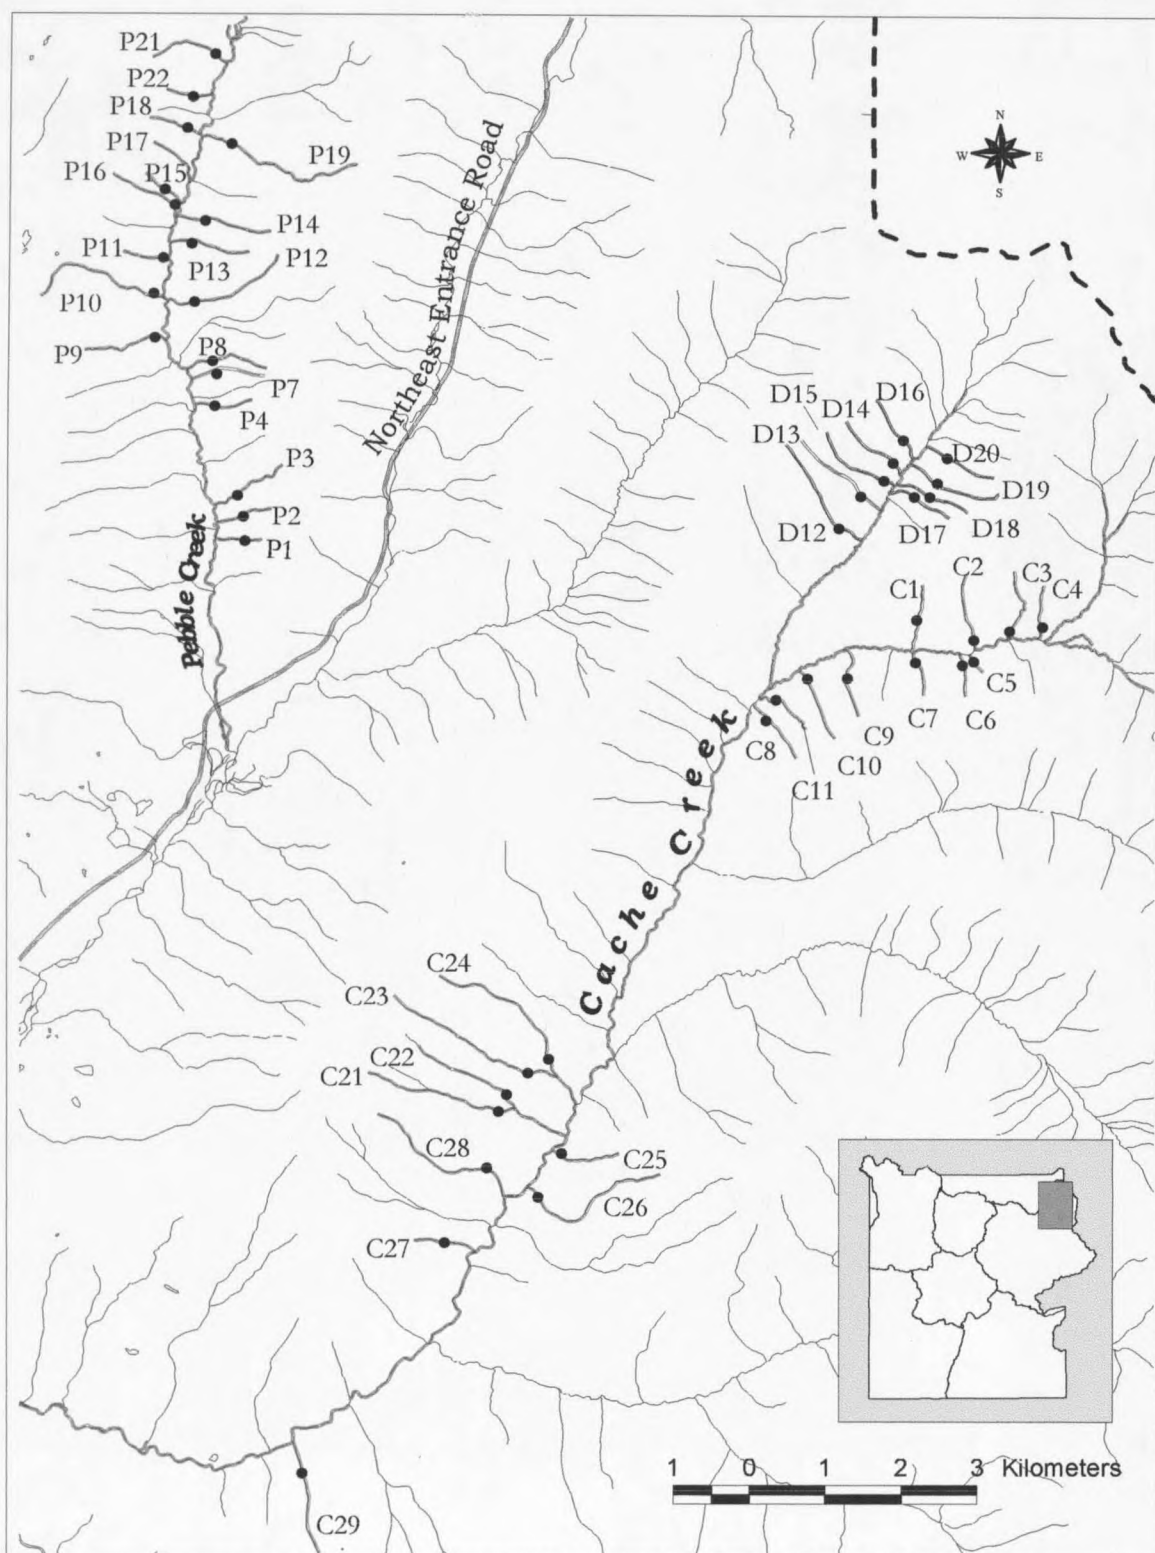 P21
P22
P18
P17
P16
P15
P19
P14
P11
P13
P12
P10
P9
P8
P7
P4
P3
P2
P1
Pebble Creek
Northeast Entrance Road
N
W
E
S
D15
D16
D14
D13
D20
D19
D12
D17
D18
C1
C2
C3
C4
C5
C7
C6
C8
C9
C10
C11
Cache Creek
C24
C23
C22
C21
C28
C25
C26
C27
C29
1 0 1 2 3 Kilometers